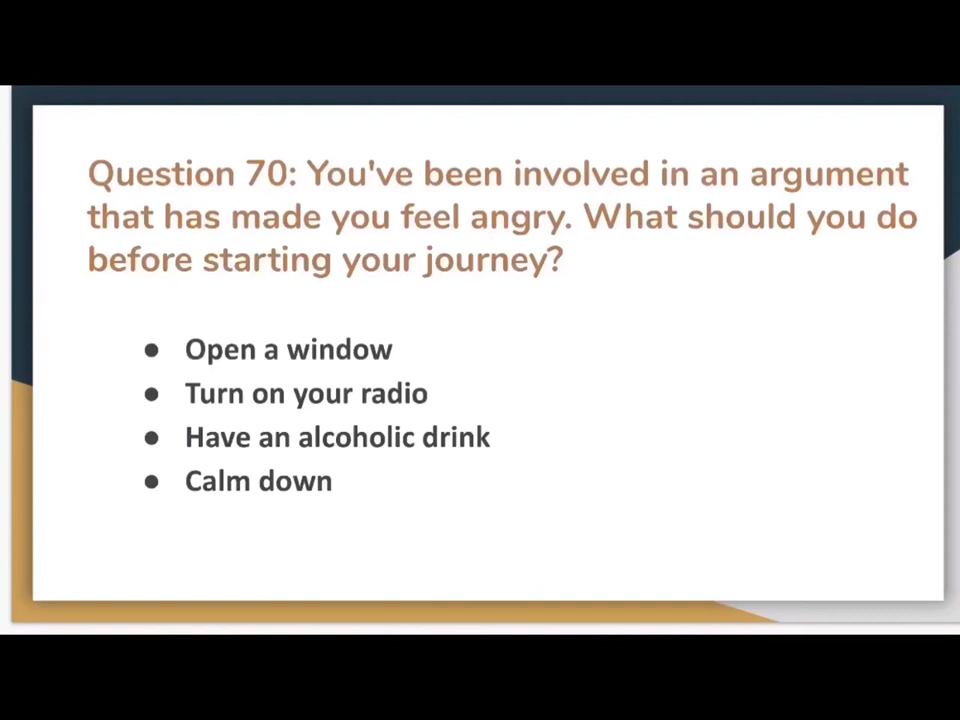 Question 70: You've been involved in an argument
that has made you feel angry. What should you do
before starting your journey?
● Open a window
● Turn on your radio
● Have an alcoholic drink
● Calm down